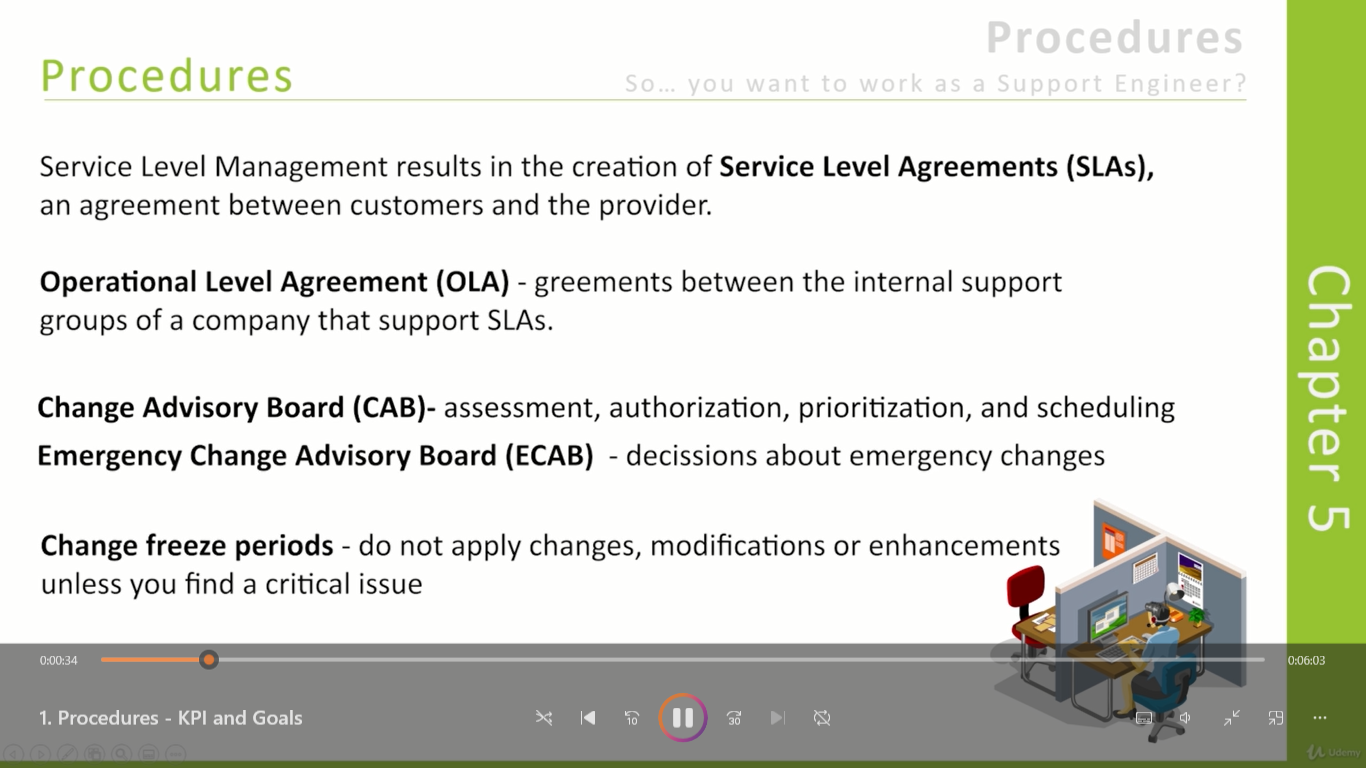 Procedures
So... you want to work as a Support Engineer?
Procedures
Service Level Management results in the creation of Service Level Agreements (SLAs),
an agreement between customers and the provider.
Operational Level Agreement (OLA) - greements between the internal support
groups of a company that support SLAs.
Change Advisory Board (CAB)- assessment, authorization, prioritization, and scheduling
Emergency Change Advisory Board (ECAB) - decissions about emergency changes
Change freeze periods - do not apply changes, modifications or enhancements
unless you find a critical issue
Chapter 5
0:00:34
0:06:03
1. Procedures - KPI and Goals
10
30
Udemy